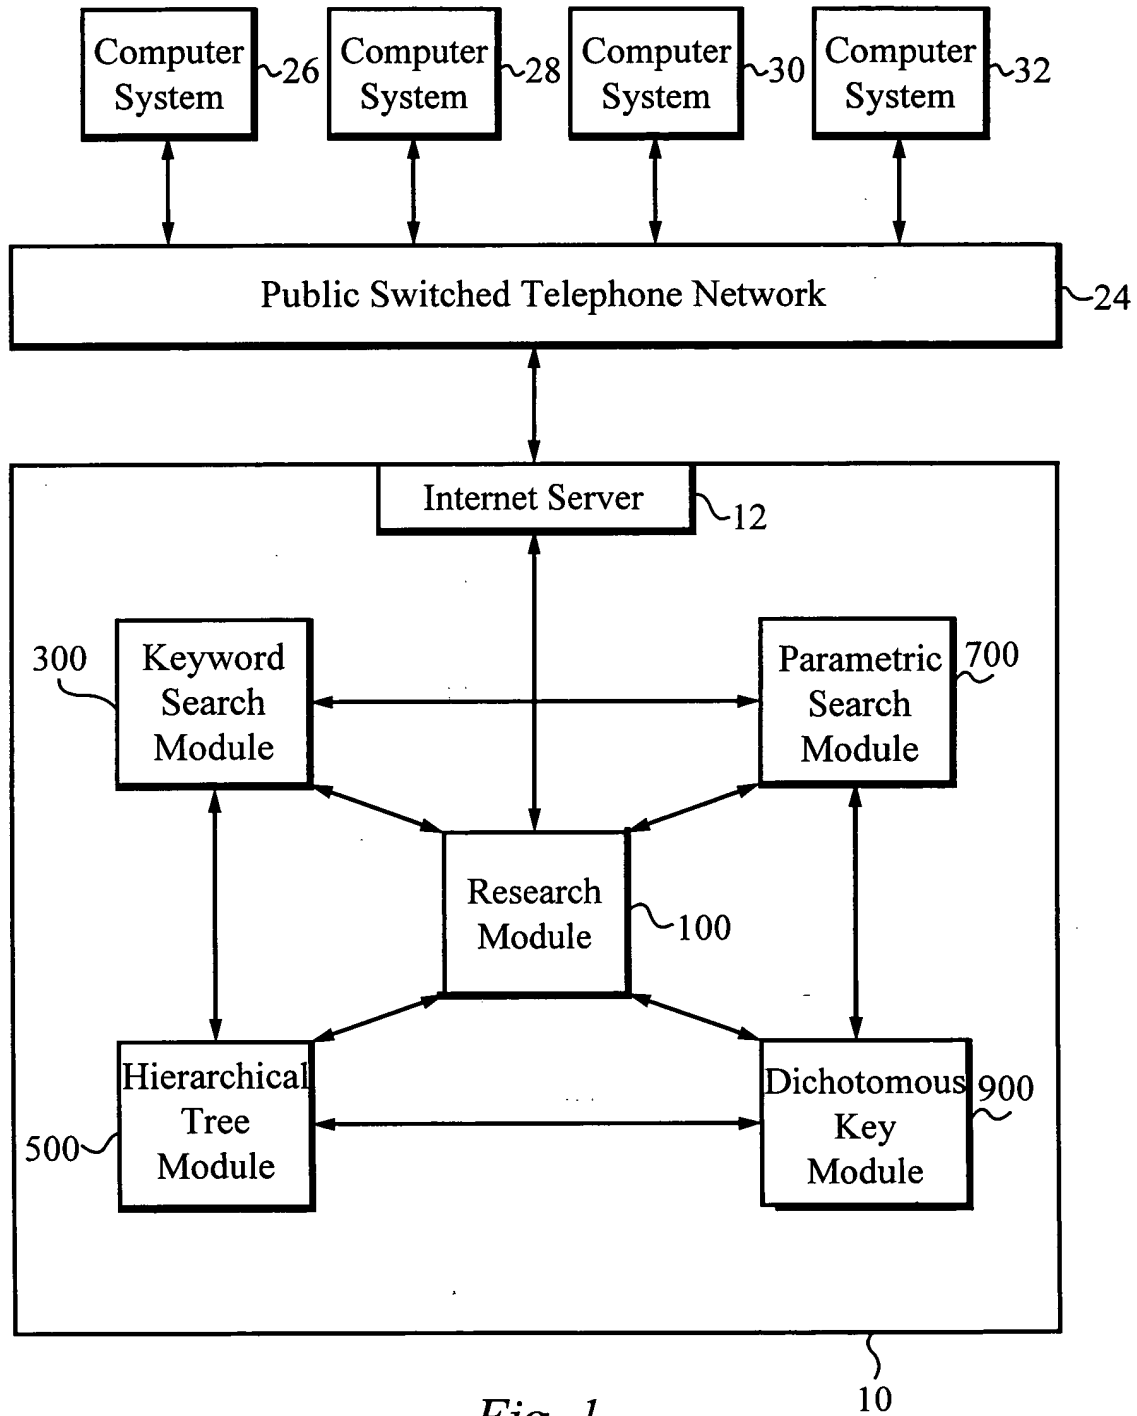 Computer
System
26
Computer
System
28
Computer
System
30
Computer
System
32
Public Switched Telephone Network
24
Internet Server
12
Keyword
Search
Module
300
Parametric
Search
Module
700
Research
Module
100
Hierarchical
Tree
Module
500
Dichotomous
Key
Module
900
10
Fig. 1